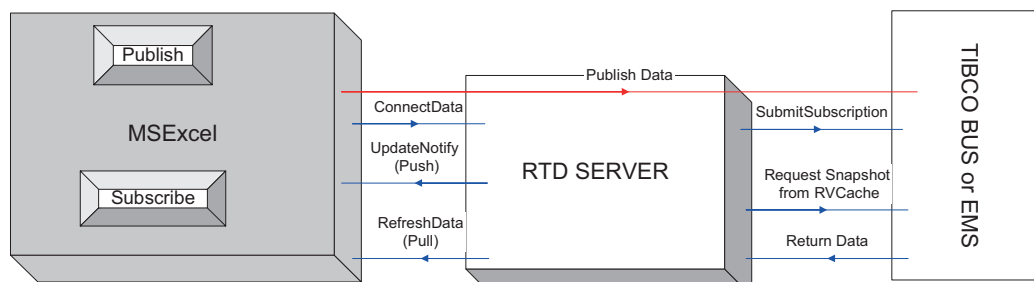 Publish
MSExcel
Subscribe
Publish Data
ConnectData
UpdateNotify
(Push)
RefreshData
(Pull)
RTD SERVER
SubmitSubscription
Request Snapshot
from RVCache
Return Data
TIBCO BUS or EMS